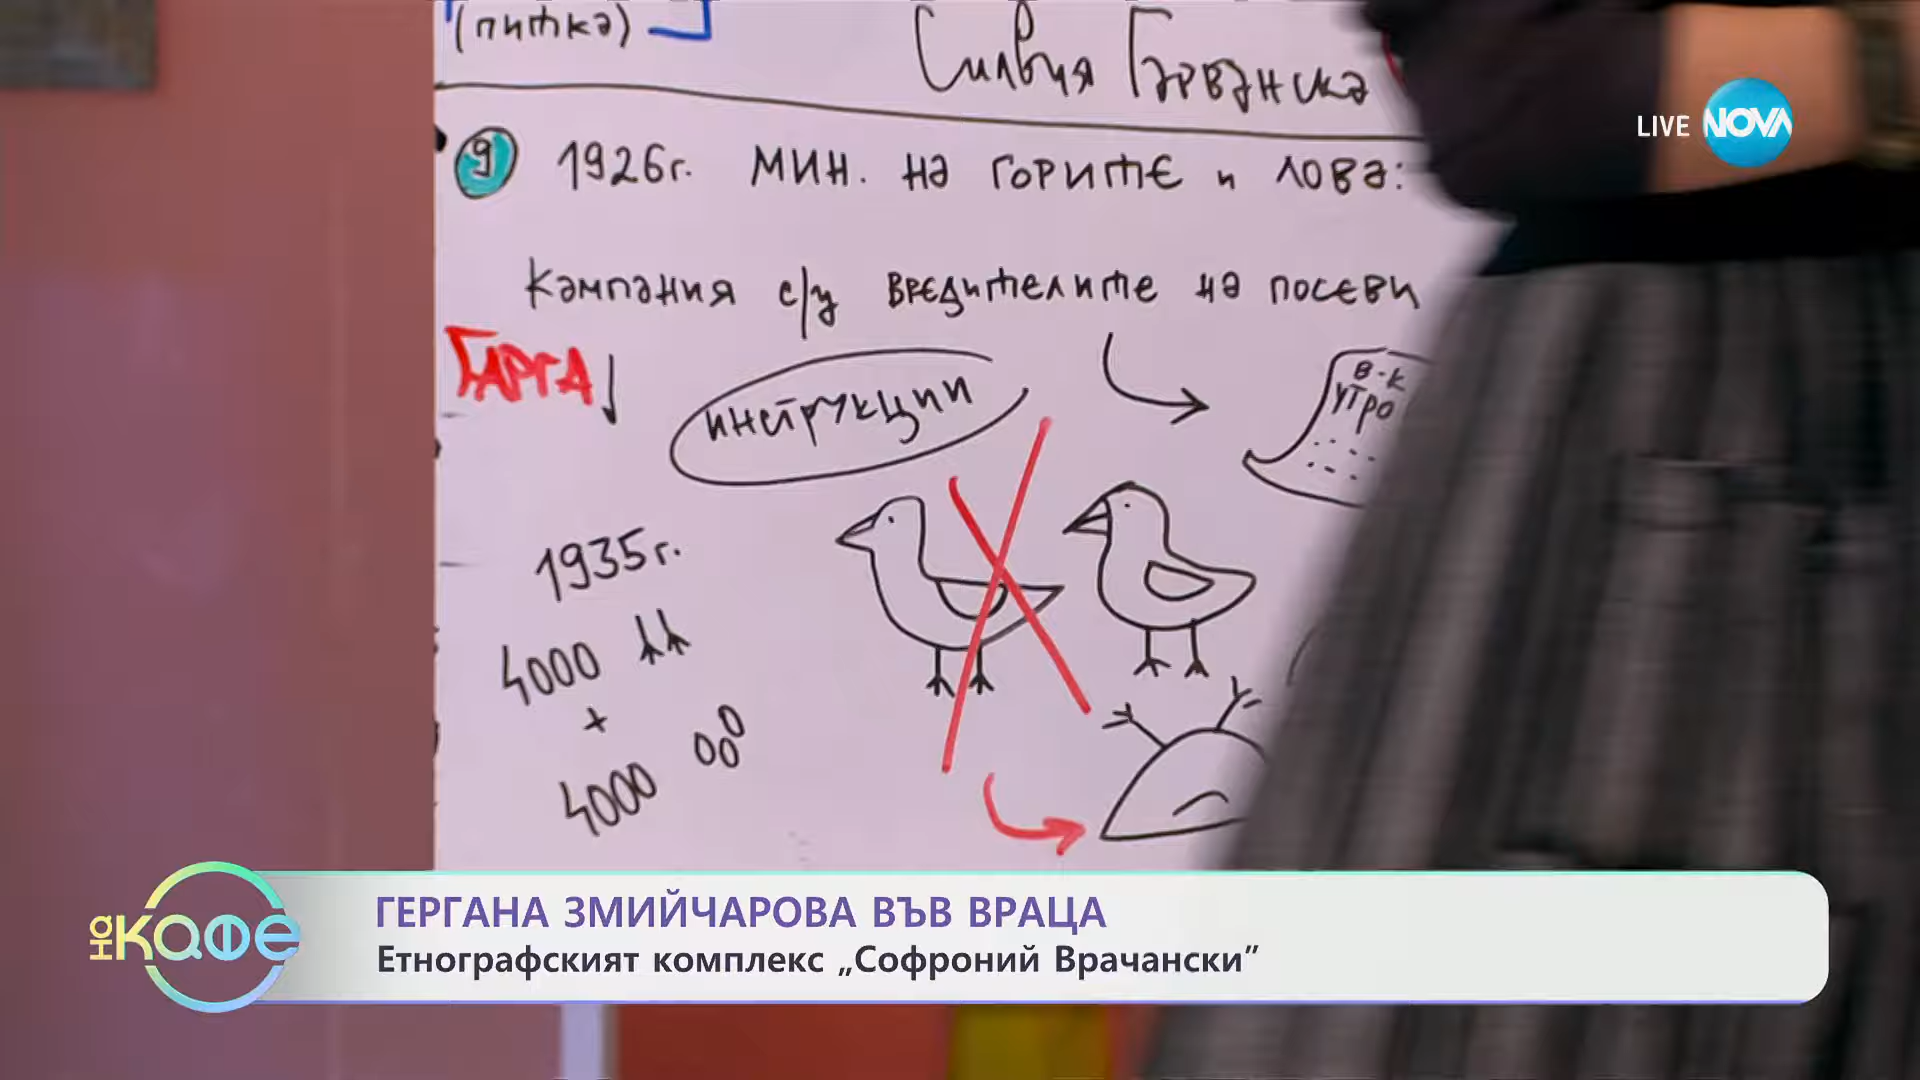 (питка)
Силвия Гарванска
LIVE NOVA
9 1926г. МИН. НА ГОРИТЕ и ЛОВА:
Кампания с/у вредителите на посеви
ГАРГА
инструкции
В-К
УТРО
1935г.
4000
+
4000
на кафе
ГЕРГАНА ЗМИЙЧАРОВА ВЪВ ВРАЦА
Етнографският комплекс „Софроний Врачански”